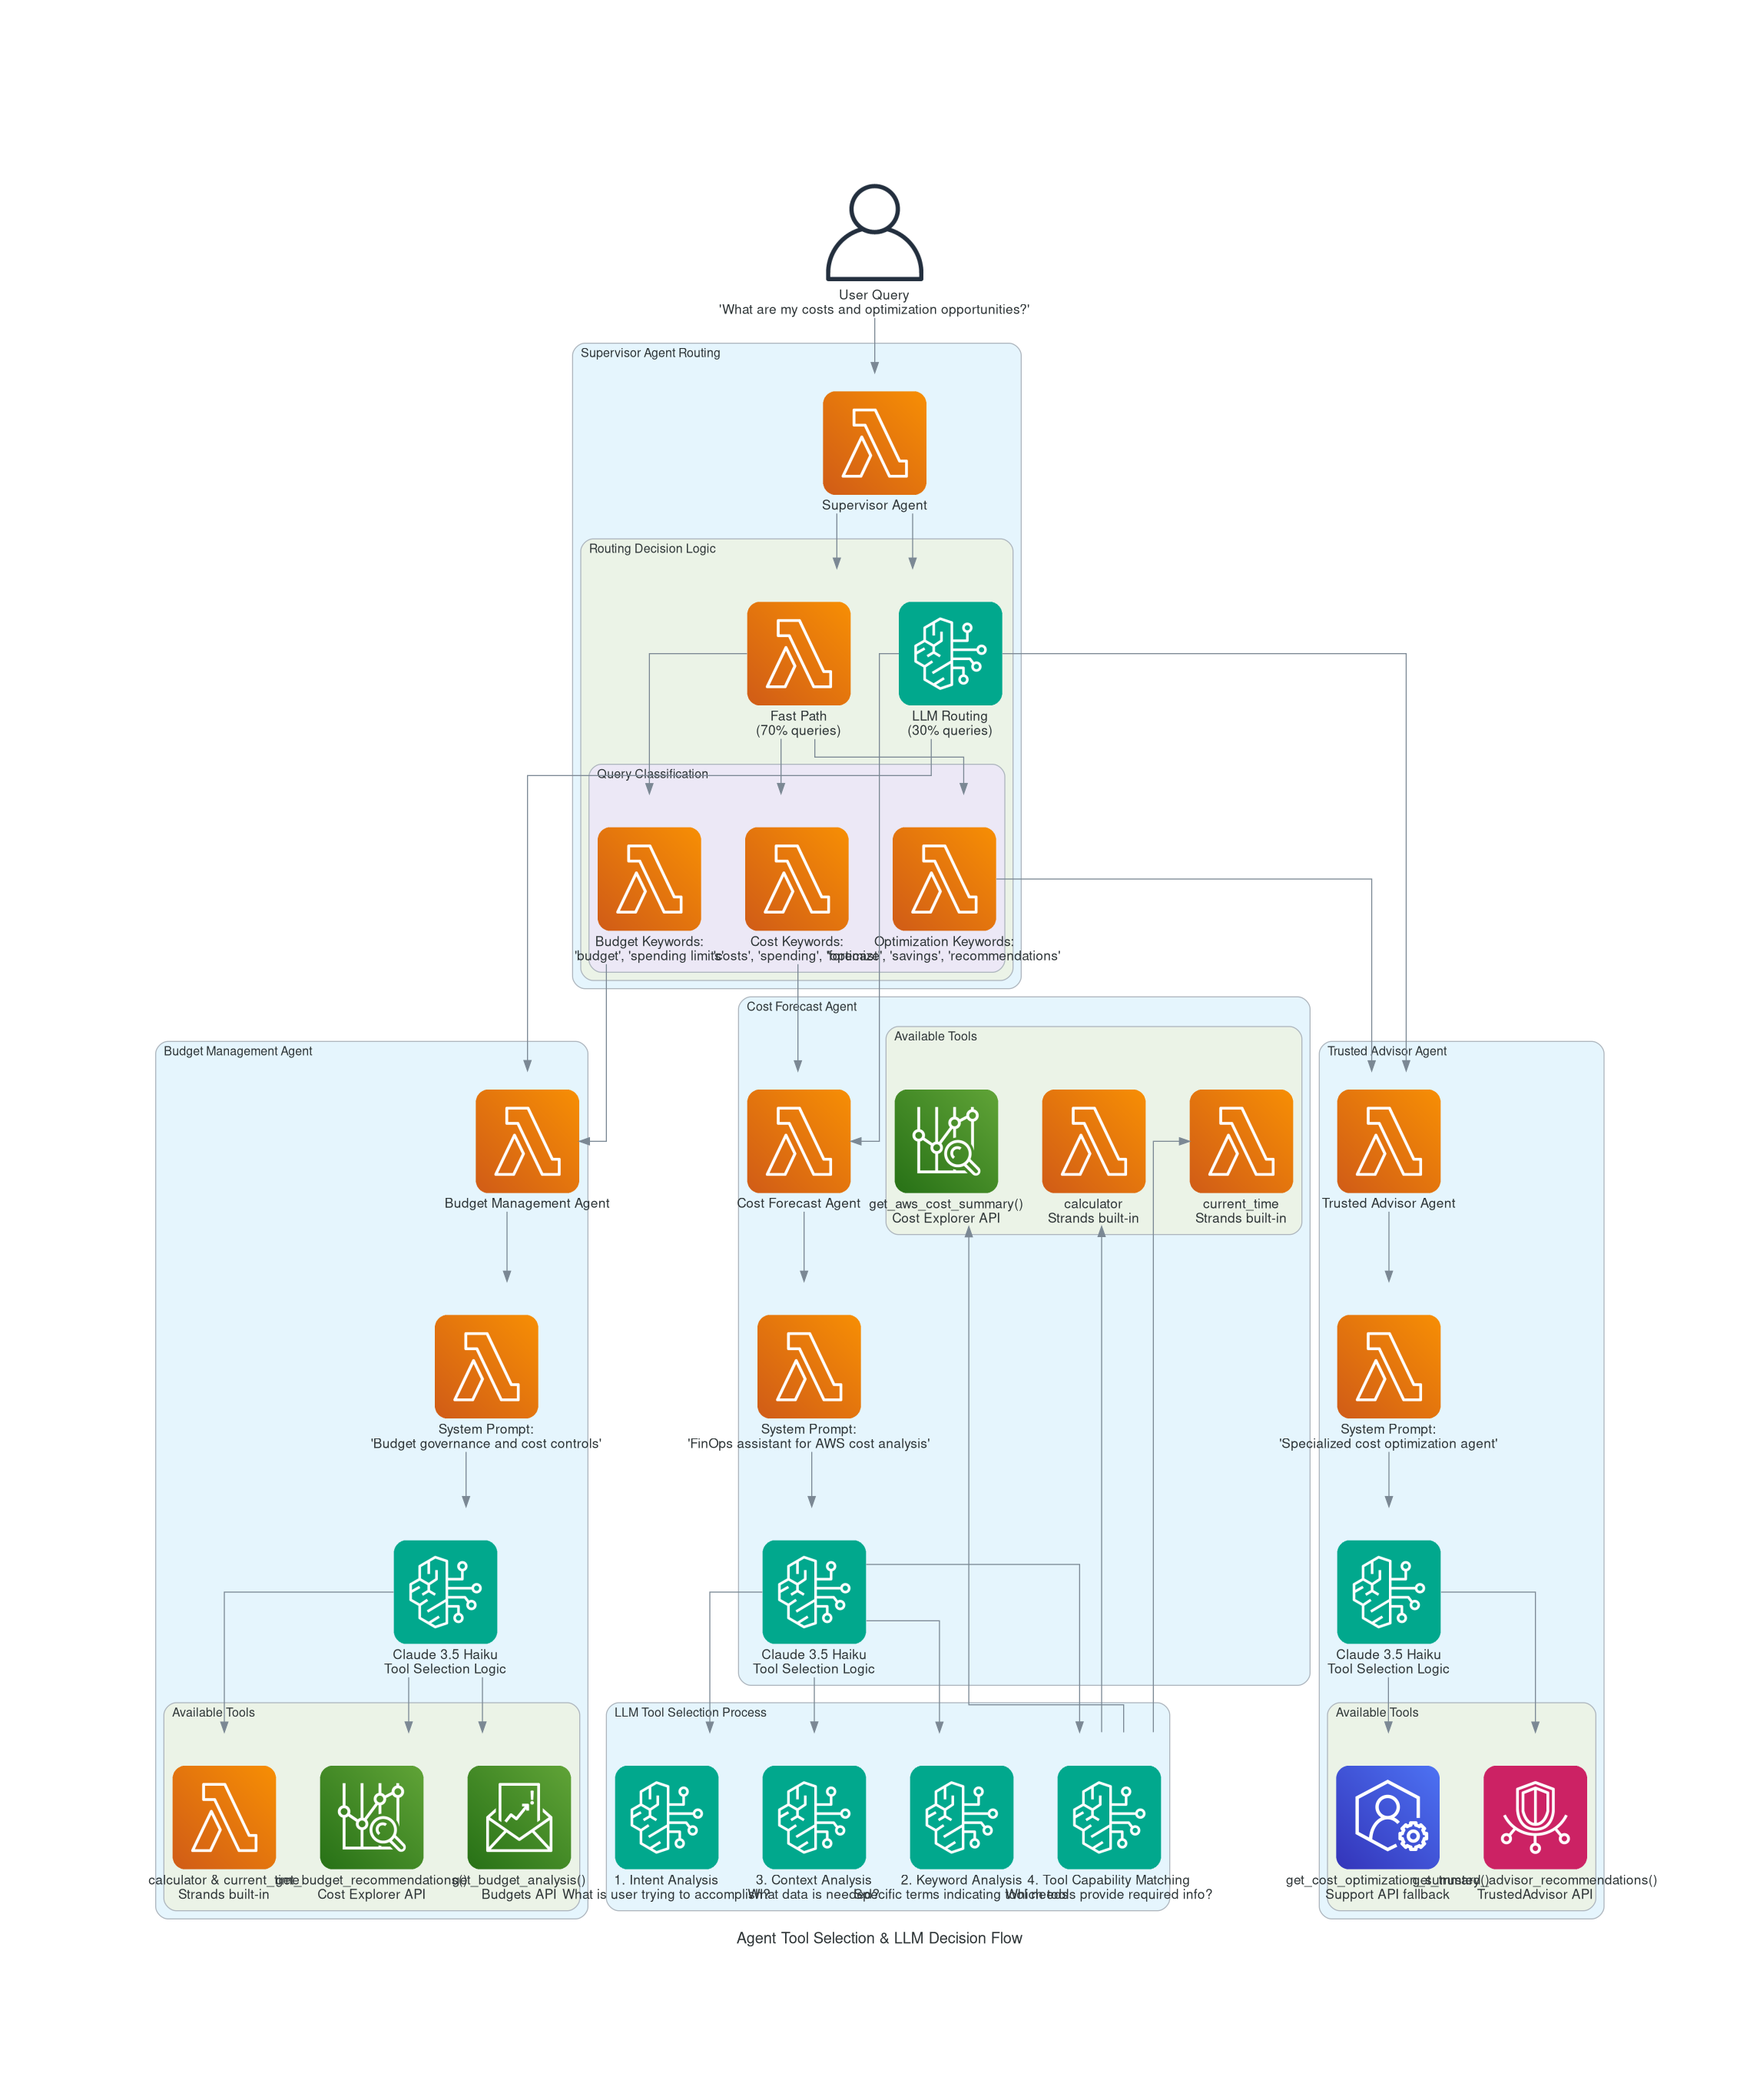 User Query
'What are my costs and optimization opportunities?'
Supervisor Agent Routing
Supervisor Agent
Routing Decision Logic
Fast Path
(70% queries)
LLM Routing
(30% queries)
Query Classification
Budget Keywords:
'budget', 'spending limits'
Cost Keywords:
'costs', 'spending', 'forecast'
Optimization Keywords:
'optimize', 'savings', 'recommendations'
Budget Management Agent
Budget Management Agent
System Prompt:
'Budget governance and cost controls'
Claude 3.5 Haiku
Tool Selection Logic
Available Tools
calculator & current_time
Strands built-in
get_budget_recommendations()
Cost Explorer API
get_budget_analysis()
Budgets API
Cost Forecast Agent
Available Tools
Cost Forecast Agent
get_aws_cost_summary()
Cost Explorer API
calculator
Strands built-in
current_time
Strands built-in
System Prompt:
'FinOps assistant for AWS cost analysis'
Claude 3.5 Haiku
Tool Selection Logic
LLM Tool Selection Process
1. Intent Analysis
What is user trying to accomplish?
3. Context Analysis
What data is needed?
2. Keyword Analysis
Specific terms indicating tool needs
4. Tool Capability Matching
Which tools provide required info?
Trusted Advisor Agent
Trusted Advisor Agent
System Prompt:
'Specialized cost optimization agent'
Claude 3.5 Haiku
Tool Selection Logic
Available Tools
get_cost_optimization_summary()
Support API fallback
get_trusted_advisor_recommendations()
TrustedAdvisor API
Agent Tool Selection & LLM Decision Flow